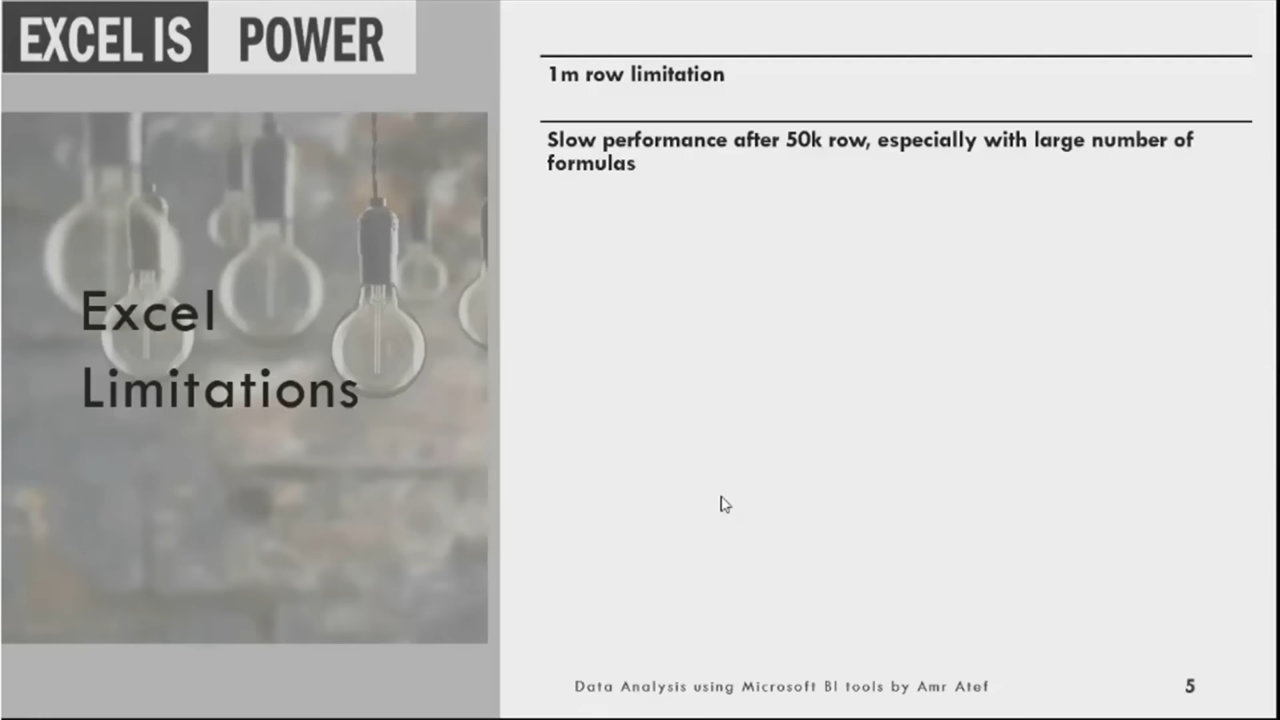 EXCEL IS POWER
1m row limitation
Slow performance after 50k row, especially with large number of
formulas
Excel
Limitations
Data Analysis using Microsoft BI tools by Amr Atef
5